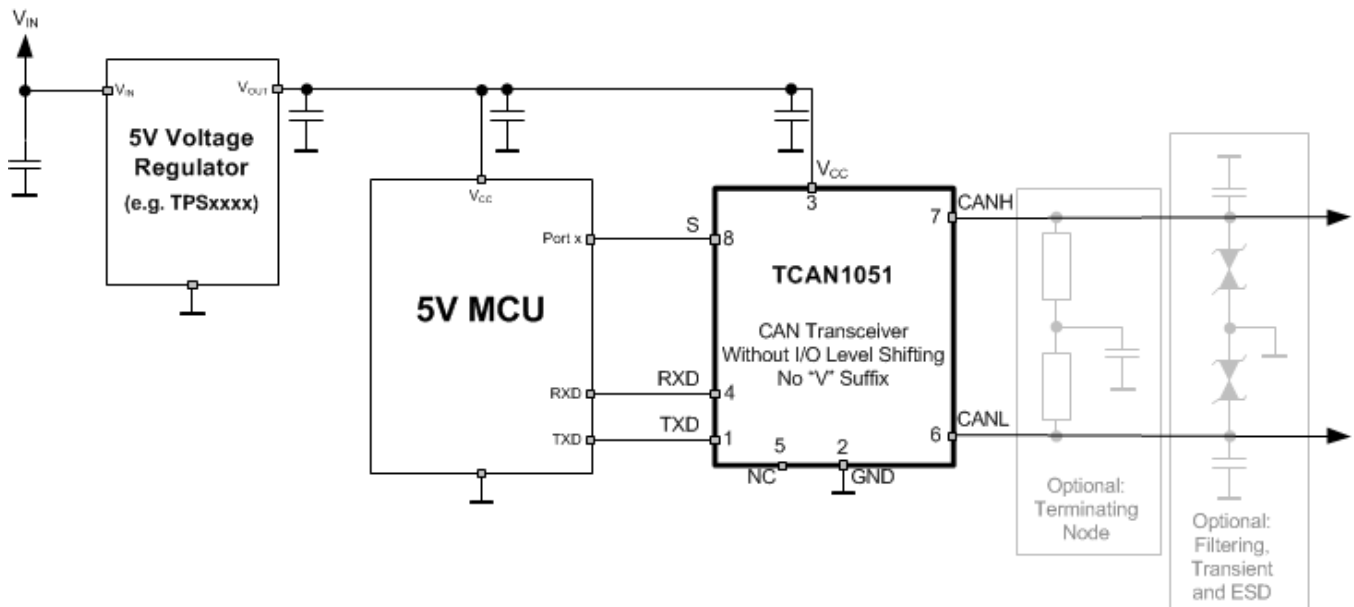 VIN
VIN
VOUT
5V Voltage
Regulator
(e.g. TPSxxxx)
VCC
Port x
5V MCU
RXD
TXD
S
RXD
TXD
VCC
3
8
7
CANH
TCAN1051
CAN Transceiver
Without I/O Level Shifting
No "V" Suffix
4
1
6
CANL
5
2
NC
GND
Optional:
Terminating
Node
Optional:
Filtering,
Transient
and ESD